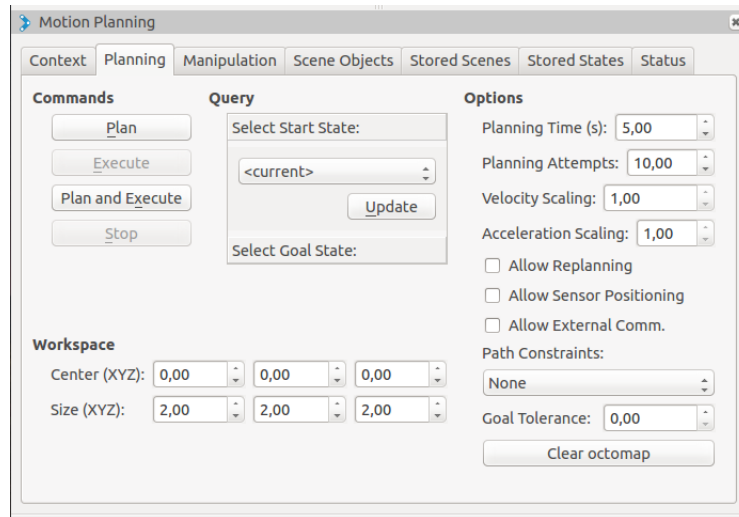 Motion Planning
Context Planning Manipulation Scene Objects Stored Scenes Stored States Status
Commands
Plan
Execute
Plan and Execute
Stop
Query
Select Start State:
<current>
Update
Select Goal State:
Options
Planning Time (s): 5,00
Planning Attempts: 10,00
Velocity Scaling: 1,00
Acceleration Scaling: 1,00
Allow Replanning
Allow Sensor Positioning
Allow External Comm.
Path Constraints:
None
Goal Tolerance: 0,00
Clear octomap
Workspace
Center (XYZ): 0,00 0,00 0,00
Size (XYZ): 2,00 2,00 2,00